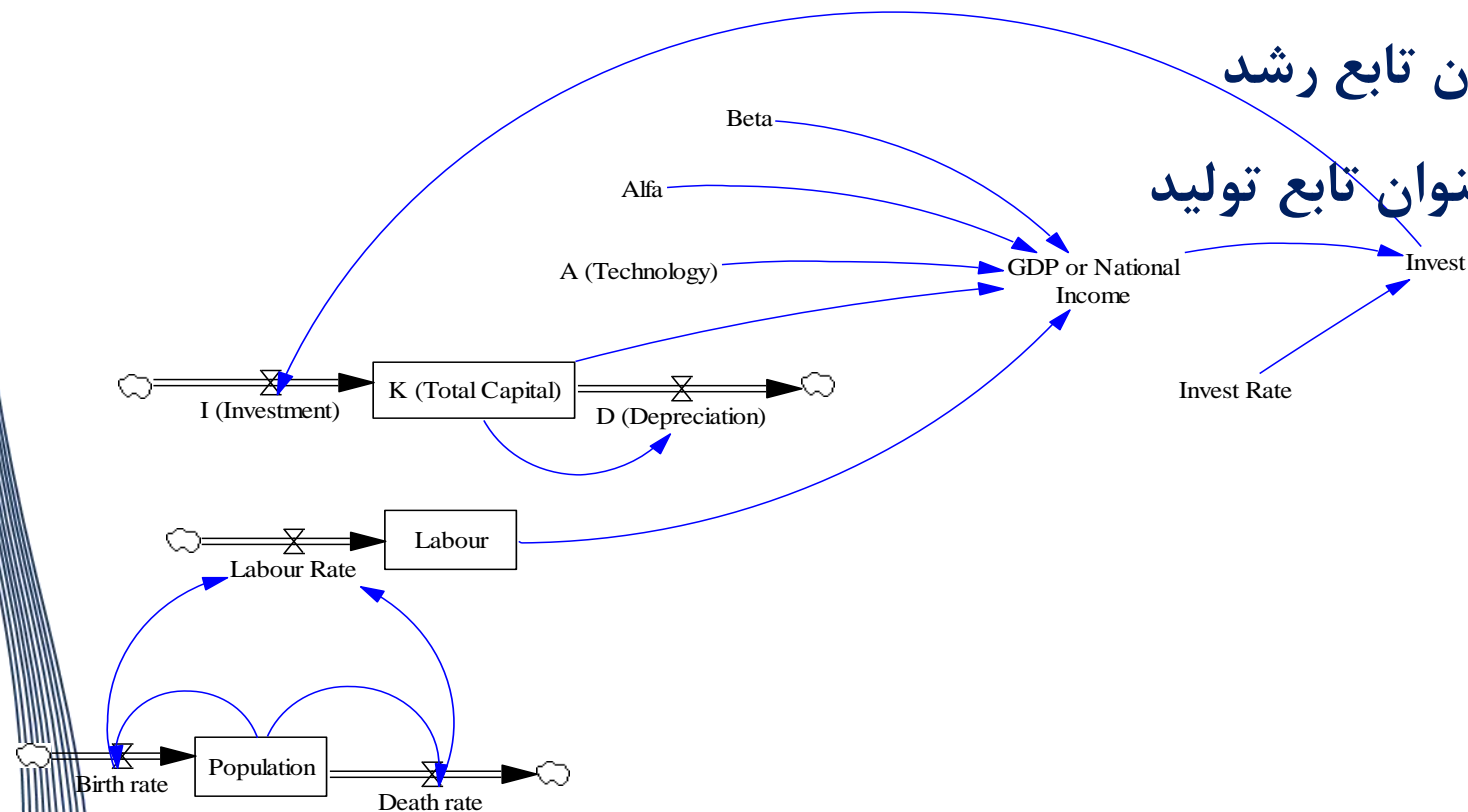 ن تابع رشد
Beta
نوان تابع تولید
Alfa
A (Technology)
GDP or National
Income
Invest
K (Total Capital)
Invest Rate
I (Investment)
D (Depreciation)
Labour
Labour Rate
Population
Birth rate
Death rate